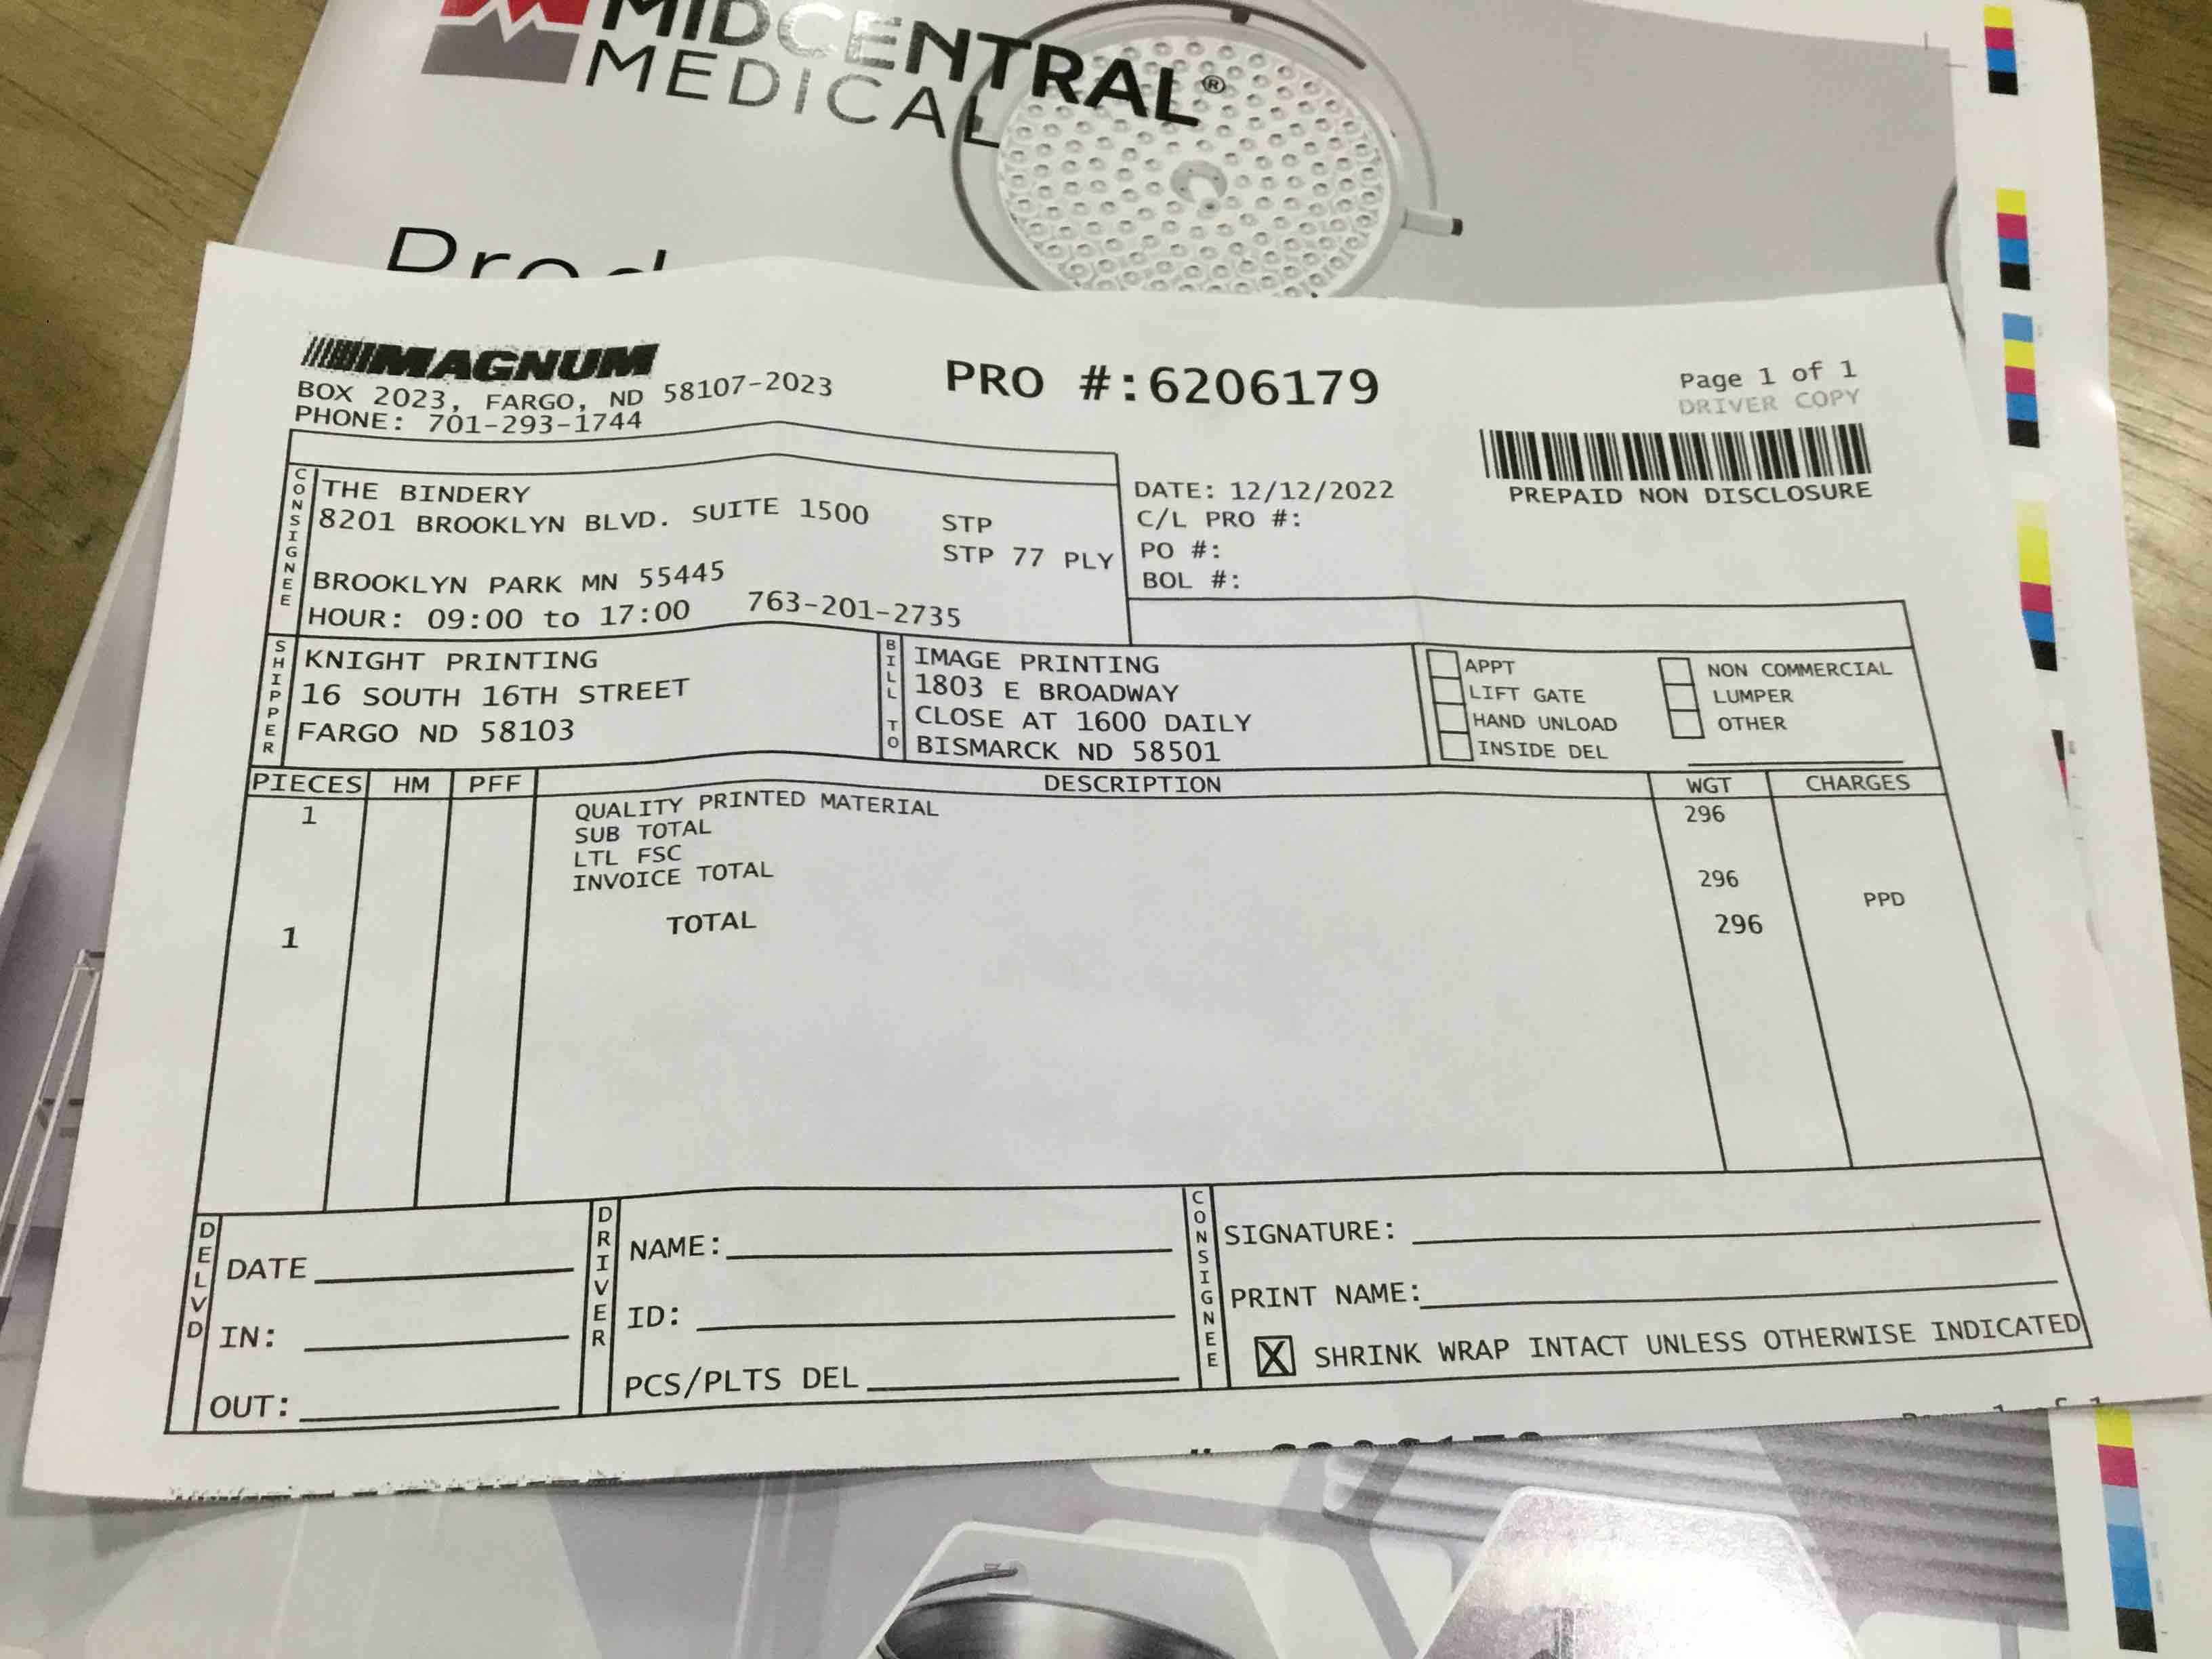 MIDCENTRAL®
MEDICAL
MAGNUM
BOX 2023, FARGO, ND 58107-2023
PHONE: 701-293-1744
PRO #:6206179
Page 1 of 1
DRIVER COPY
PREPAID NON DISCLOSURE
CONSIGNEE
THE BINDERY
8201 BROOKLYN BLVD. SUITE 1500 STP
STP 77 PLY
BROOKLYN PARK MN 55445
HOUR: 09:00 to 17:00 763-201-2735
DATE: 12/12/2022
C/L PRO #:
PO #:
BOL #:
SHIPPER
KNIGHT PRINTING
16 SOUTH 16TH STREET
FARGO ND 58103
BILL TO
IMAGE PRINTING
1803 E BROADWAY
CLOSE AT 1600 DAILY
BISMARCK ND 58501
APPT NON COMMERCIAL
LIFT GATE LUMPER
HAND UNLOAD OTHER
INSIDE DEL
PIECES HM PFF DESCRIPTION WGT CHARGES
1 QUALITY PRINTED MATERIAL 296
SUB TOTAL
LTL FSC
INVOICE TOTAL 296 PPD
1 TOTAL 296
DELVD
DATE
IN:
OUT:
DRIVER
NAME:
ID:
PCS/PLTS DEL
CONSIGNEE
SIGNATURE:
PRINT NAME:
X SHRINK WRAP INTACT UNLESS OTHERWISE INDICATED